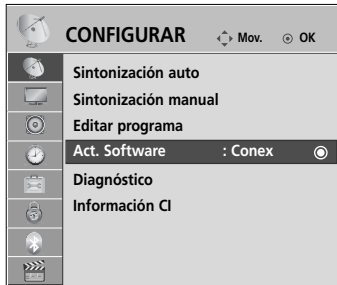 CONFIGURAR Mov. OK
Sintonización auto
Sintonización manual
Editar programa
Act. Software : Conex
Diagnóstico
Información CI